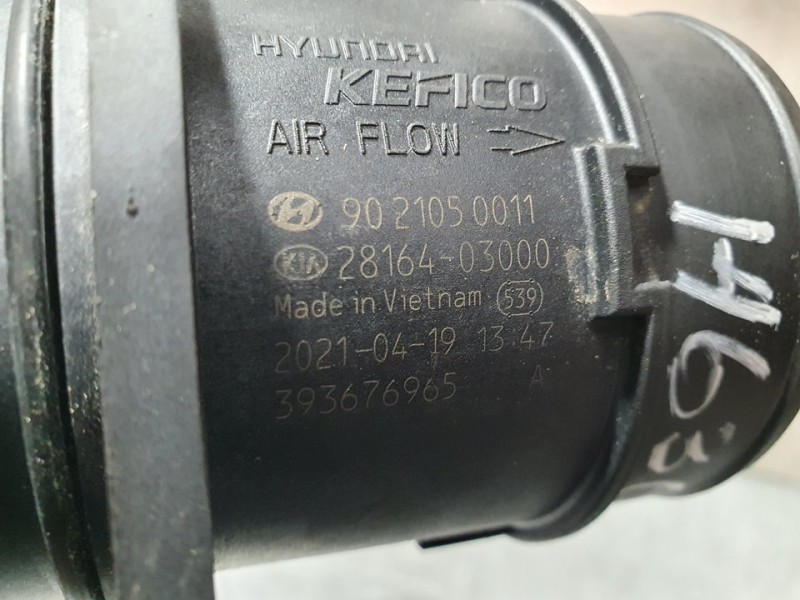 HYUNDAI
KEFICO
AIR FLOW
90 2105 0011
KIA 28164-03000
Made in Vietnam 539
2021-04-19 13:47
393676965 A